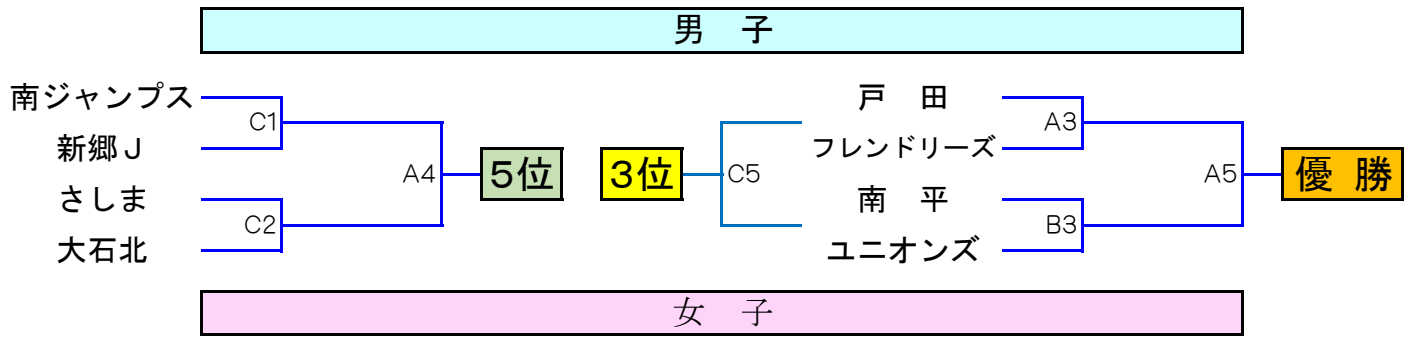 男　子
南ジャンプス
C1
新郷Ｊ
さしま
C2
大石北
A4
５位
３位
C5
戸　田
A3
フレンドリーズ
南　平
B3
ユニオンズ
A5
優 勝
女　子